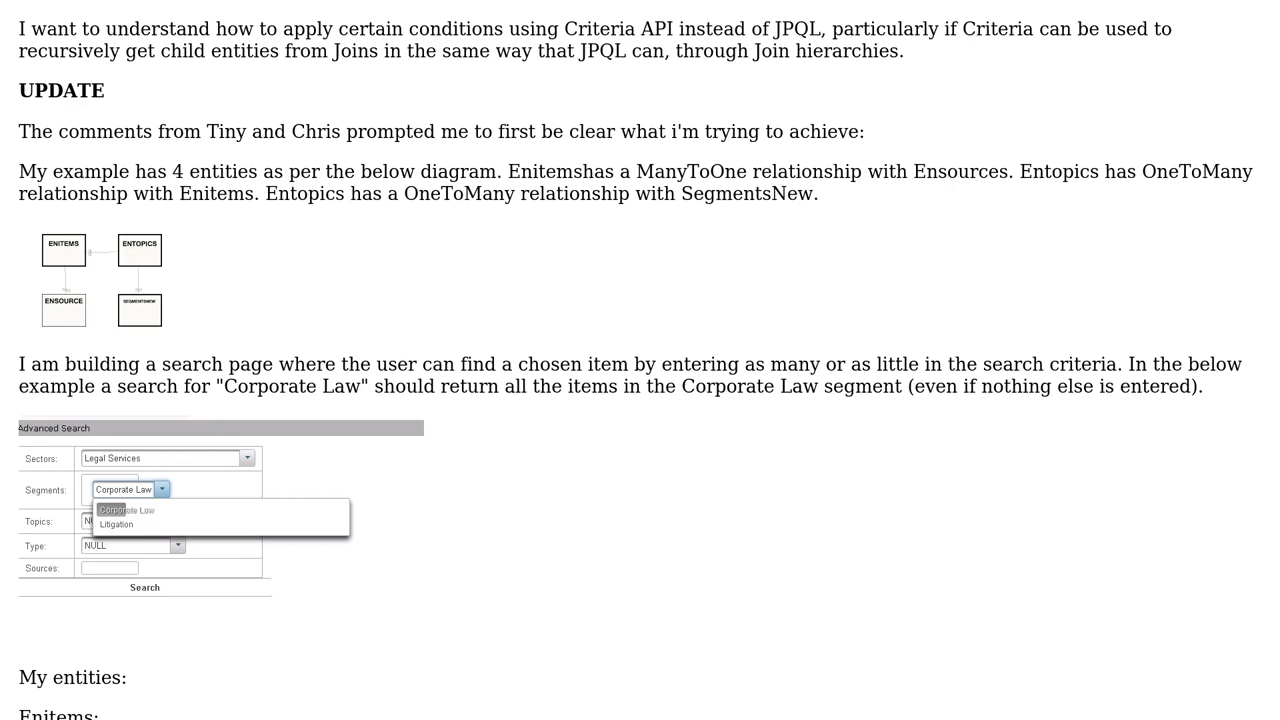 I want to understand how to apply certain conditions using Criteria API instead of JPQL, particularly if Criteria can be used to
recursively get child entities from Joins in the same way that JPQL can, through Join hierarchies.
UPDATE
The comments from Tiny and Chris prompted me to first be clear what i'm trying to achieve:
My example has 4 entities as per the below diagram. Enitemshas a ManyToOne relationship with Ensources. Entopics has OneToMany
relationship with Enitems. Entopics has a OneToMany relationship with SegmentsNew.
ENITEMS ENTOPICS
ENSOURCE SEGMENTSNEW
I am building a search page where the user can find a chosen item by entering as many or as little in the search criteria. In the below
example a search for "Corporate Law" should return all the items in the Corporate Law segment (even if nothing else is entered).
Advanced Search
Sectors: Legal Services
Segments: Corporate Law
Corporate Law
Litigation
Topics:
Type: NULL
Sources:
Search
My entities:
Enitems: